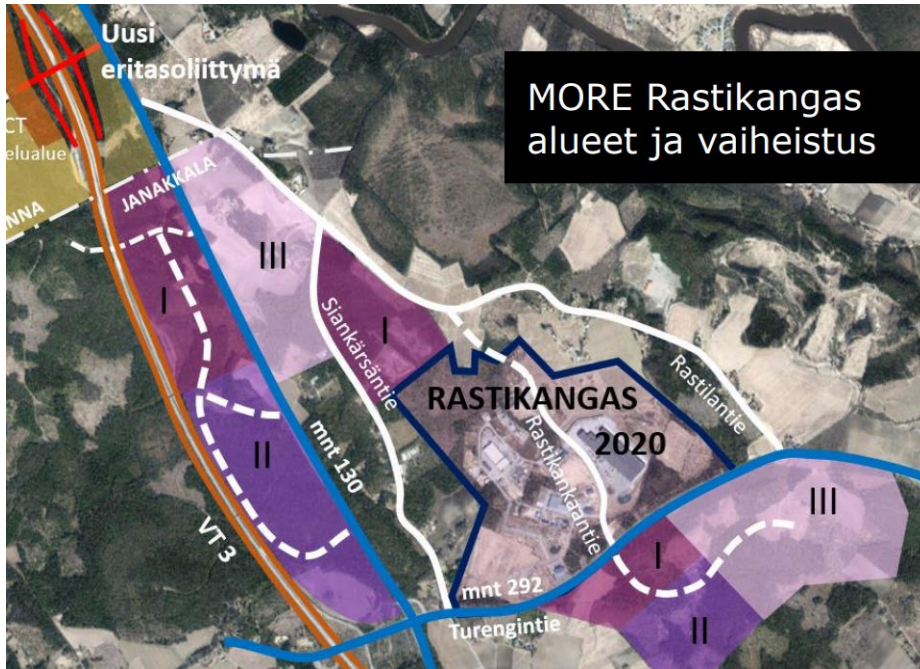 Uusi
eritasoliittymä
MORE Rastikangas
alueet ja vaiheistus
CT
elualue
JANAKKALA
INNA
III
I
I
Siankärsäntie
Rastilantie
RASTIKANGAS
2020
Rastikankaantie
II
mnt 130
III
VT 3
I
mnt 292
Turengintie
II